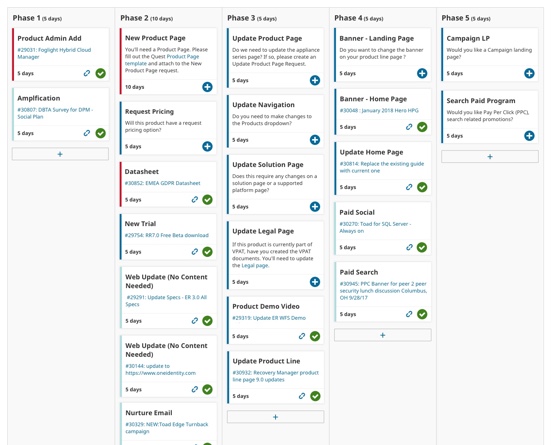 Phase 1 (5 days)
Product Admin Add
#29031: Foglight Hybrid Cloud
Manager
5 days
Amplification
#30807: DBTA Survey for DPM -
Social Plan
5 days
+
Phase 2 (10 days)
New Product Page
You'll need a Product Page. Please
fill out the Quest Product Page
template and attach to the New
Product Page request.
10 days
Request Pricing
Will this product have a request
pricing option?
5 days
Datasheet
#30852: EMEA GDPR Datasheet
5 days
New Trial
#29754: RR7.0 Free Beta download
5 days
Web Update (No Content
Needed)
#29291: Update Specs - ER 3.0 All
Specs
5 days
Web Update (No Content
Needed)
#30144: update to
https://www.oneidentity.com
5 days
Nurture Email
#30329: NEW:Toad Edge Turnback
campaign
Phase 3 (5 days)
Update Product Page
Do we need to update the appliance
series page? If so, please create an
Update Product Page Request.
5 days
Update Navigation
Do you need to make changes to
the Products dropdown?
5 days
Update Solution Page
Does this require any changes on a
solution page or a supported
platform page?
5 days
Update Legal Page
If this product is currently part of
VPAT, have you created the VPAT
documents. You'll need to update
the Legal page.
5 days
Product Demo Video
#29319: Update ER WFS Demo
5 days
Update Product Line
#30932: Recovery Manager product
line page 9.0 updates
5 days
+
Phase 4 (5 days)
Banner - Landing Page
Do you want to change the banner
on your product line page ?
5 days
Banner - Home Page
#30048 : January 2018 Hero HPG
5 days
Update Home Page
#30814: Replace the existing guide
with current one
5 days
Paid Social
#30270: Toad for SQL Server -
Always on
5 days
Paid Search
#30945: PPC Banner for peer 2 peer
security lunch discussion Columbus,
OH 9/28/17
5 days
+
Phase 5 (5 days)
Campaign LP
Would you like a Campaign landing
page?
5 days
Search Paid Program
Would you like Pay Per Click (PPC),
search related promotions?
5 days
+